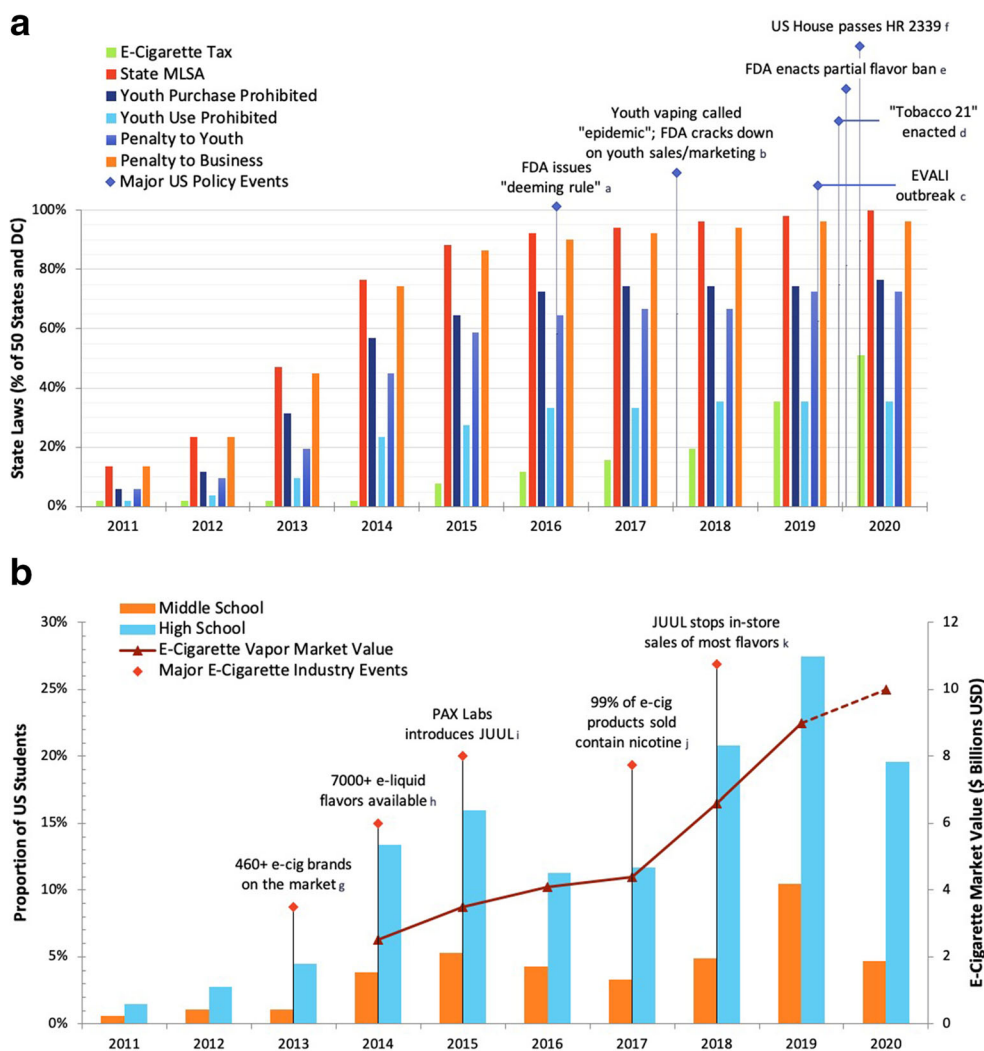 a
E-Cigarette Tax
State MLSA
Youth Purchase Prohibited
Youth Use Prohibited
Penalty to Youth
Penalty to Business
Major US Policy Events
US House passes HR 2339 f
FDA enacts partial flavor ban e
"Tobacco 21"
enacted d
Youth vaping called
"epidemic"; FDA cracks down
on youth sales/marketing b
FDA issues
"deeming rule" a
EVALI
outbreak c
State Laws (% of 50 States and DC)
100%
80%
60%
40%
20%
0%
2011 2012 2013 2014 2015 2016 2017 2018 2019 2020
b
Middle School
High School
E-Cigarette Vapor Market Value
Major E-Cigarette Industry Events
JUUL stops in-store
sales of most flavors k
99% of e-cig
products sold
contain nicotine j
PAX Labs
introduces JUUL i
7000+ e-liquid
flavors available h
460+ e-cig brands
on the market g
Proportion of US Students
30%
25%
20%
15%
10%
5%
0%
E-Cigarette Market Value ($ Billions USD)
12
10
8
6
4
2
0
2011 2012 2013 2014 2015 2016 2017 2018 2019 2020